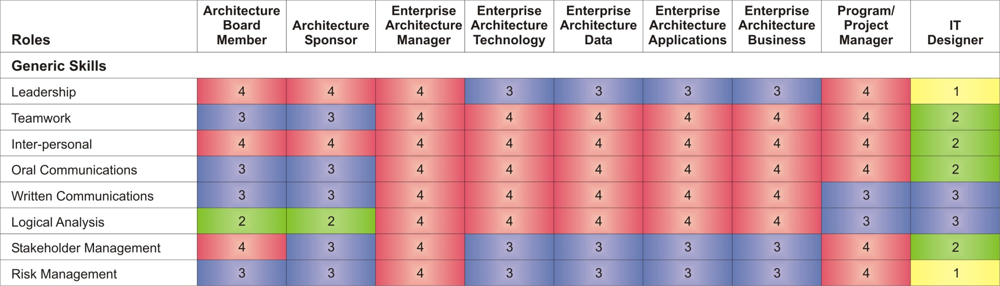 Roles
Architecture
Board
Member
Architecture
Sponsor
Enterprise
Architecture
Manager
Enterprise
Architecture
Technology
Enterprise
Architecture
Data
Enterprise
Architecture
Applications
Enterprise
Architecture
Business
Program/
Project
Manager
IT
Designer
Generic Skills
Leadership 4 4 4 3 3 3 3 4 1
Teamwork 3 3 4 4 4 4 4 4 2
Inter-personal 4 4 4 4 4 4 4 4 2
Oral Communications 3 3 4 4 4 4 4 4 2
Written Communications 3 3 4 4 4 4 4 3 3
Logical Analysis 2 2 4 4 4 4 4 3 3
Stakeholder Management 4 3 4 3 3 3 3 4 2
Risk Management 3 3 4 3 3 3 3 4 1